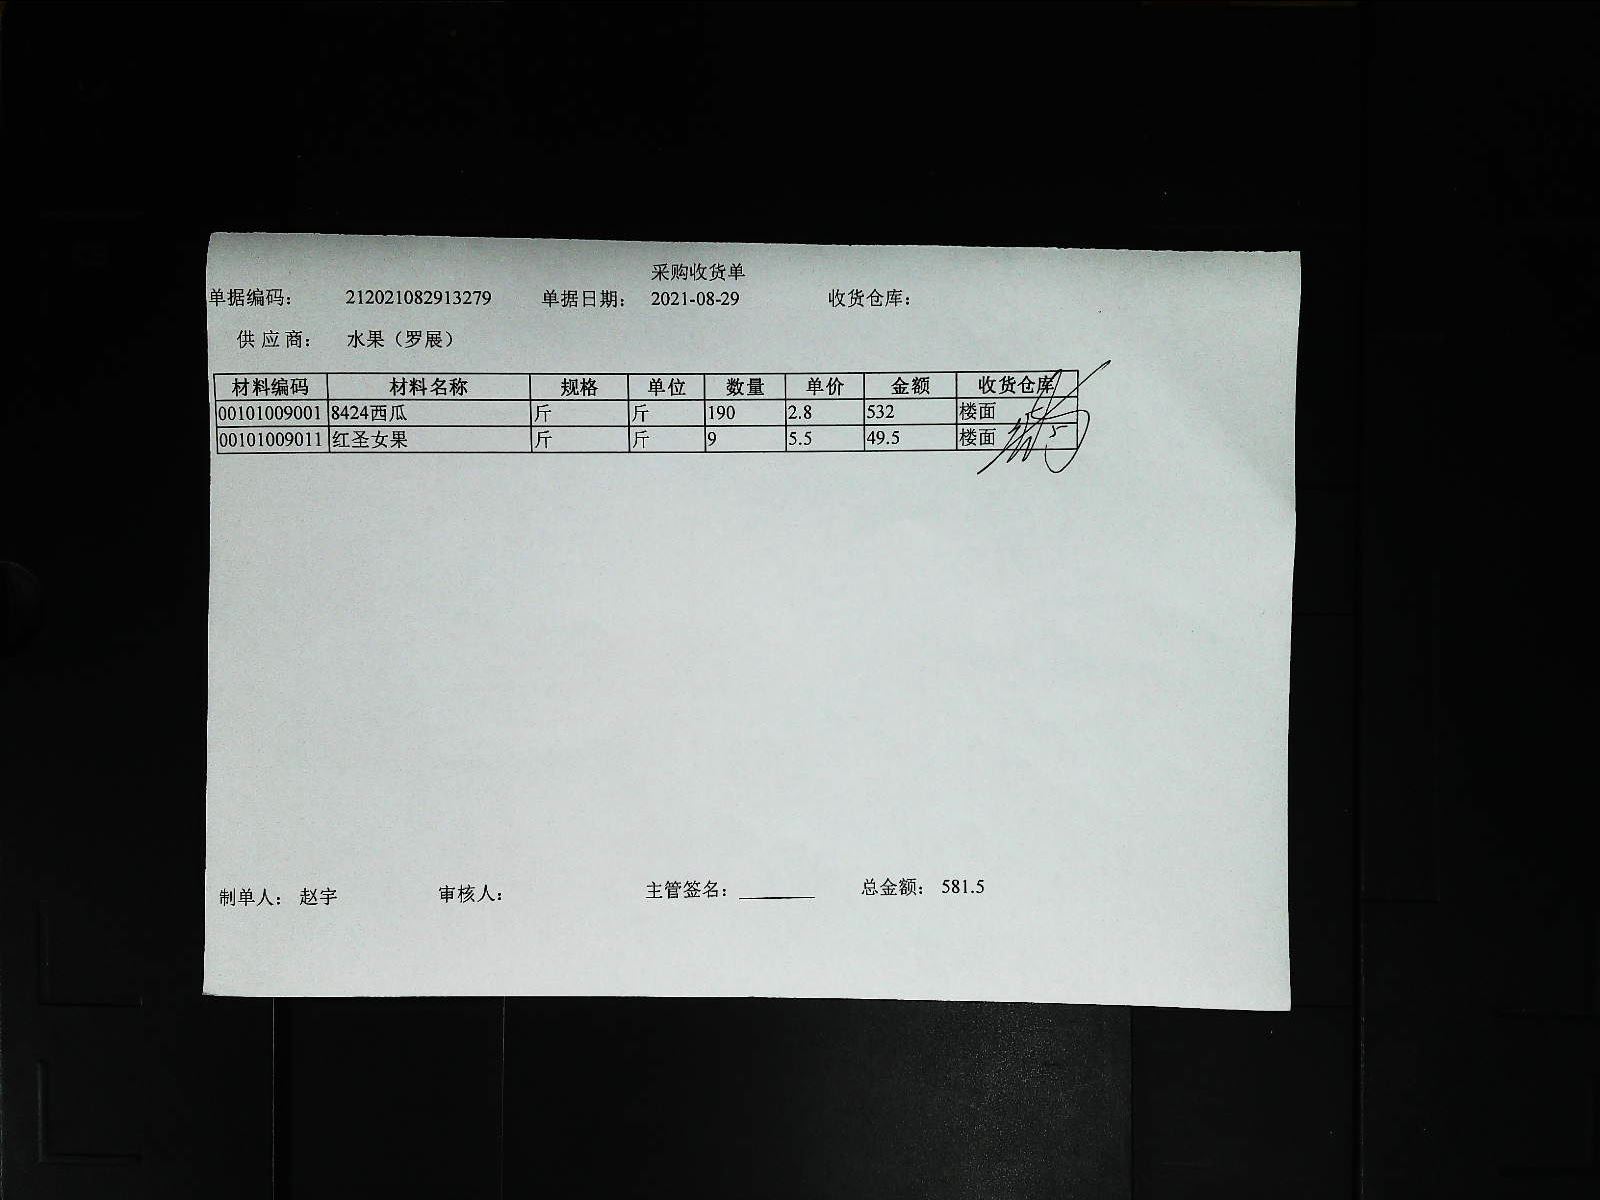 采购收货单
单据编码： 212021082913279 单据日期： 2021-08-29 收货仓库：
供 应 商： 水果（罗展）
材料编码 材料名称 规格 单位 数量 单价 金额 收货仓库
00101009001 8424西瓜 斤 斤 190 2.8 532 楼面
00101009011 红圣女果 斤 斤 9 5.5 49.5 楼面
制单人： 赵宇 审核人： 主管签名： 总金额： 581.5